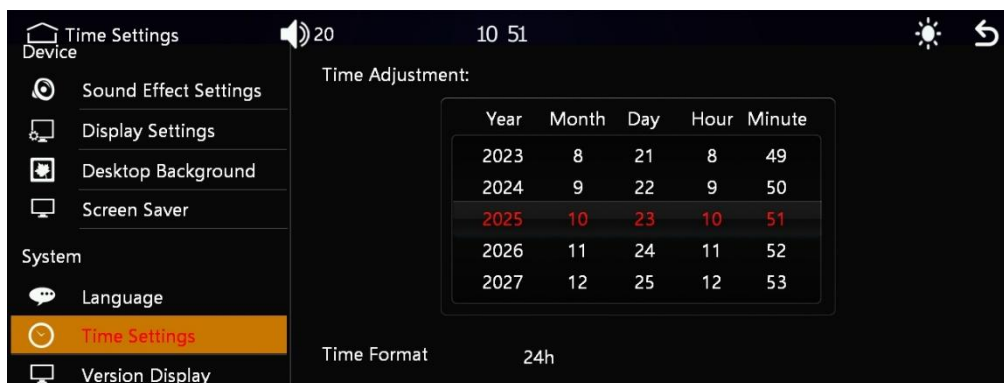 Time Settings 20 10 51
Device
Sound Effect Settings
Display Settings
Desktop Background
Screen Saver
System
Language
Time Settings
Version Display
Time Adjustment:
Year Month Day Hour Minute
2023 8 21 8 49
2024 9 22 9 50
2025 10 23 10 51
2026 11 24 11 52
2027 12 25 12 53
Time Format 24h